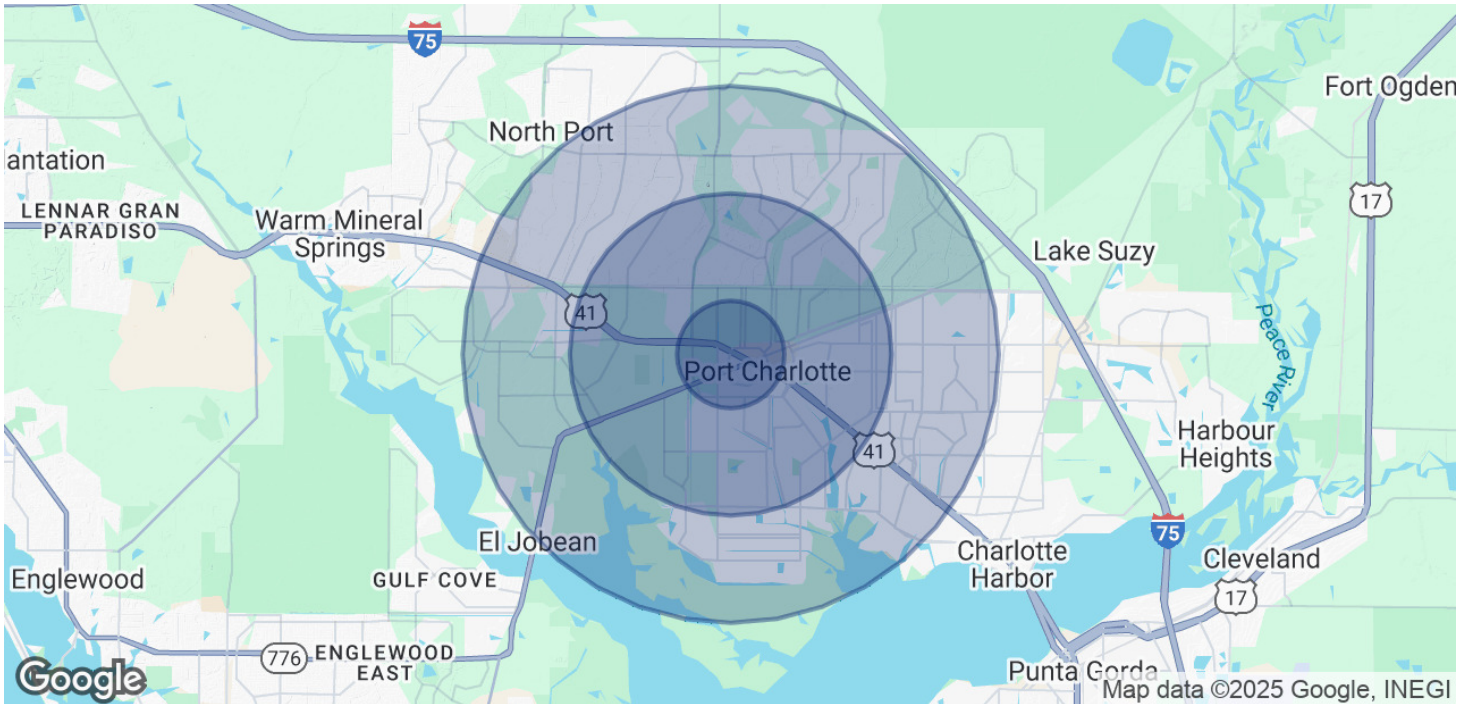 75
Fort Ogden
North Port
antation
17
LENNAR GRAN
PARADISO
Warm Mineral
Springs
Lake Suzy
41
Peace River
Port Charlotte
41
Harbour
Heights
75
El Jobean
Charlotte
Harbor
Cleveland
Englewood
GULF COVE
17
776
ENGLEWOOD
EAST
Punta Gorda
Google
Map data ©2025 Google, INEGI